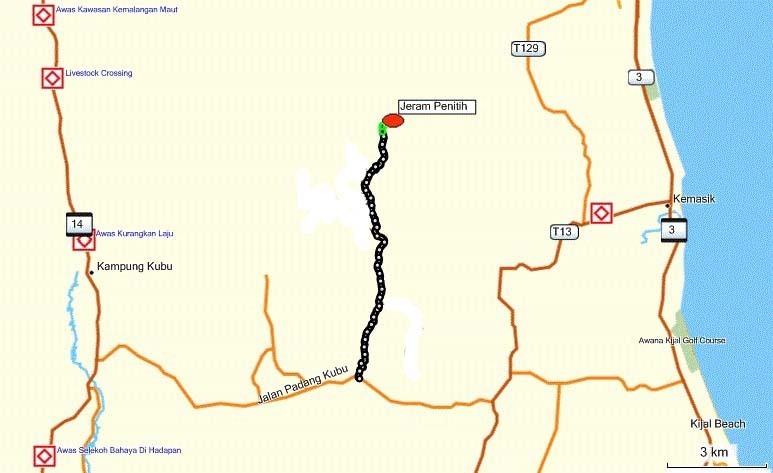 Awas Kawasan Kemalangan Maut
T129
Livestock Crossing
3
Jeram Penitih
Kemasik
14
Awas Kurangkan Laju
T13
3
Kampung Kubu
Awana Kijal Golf Course
Jalan Padang Kubu
Kijal Beach
Awas Selekoh Bahaya Di Hadapan
3 km